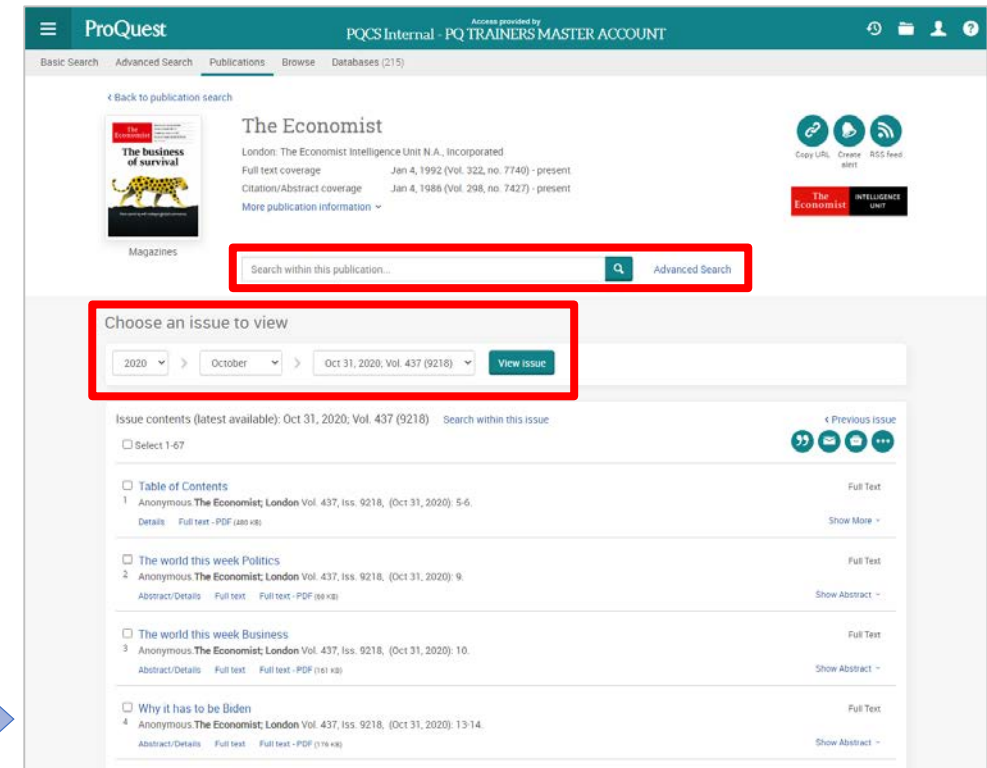 ProQuest
Access provided by
PQCS Internal - PQ TRAINERS MASTER ACCOUNT
Basic Search Advanced Search Publications Browse Databases (215)
Back to publication search
The Economist
The business of survival
London: The Economist Intelligence Unit N.A., Incorporated
Full text coverage Jan 4, 1992 (Vol. 322, no. 7740) - present
Citation/Abstract coverage Jan 4, 1986 (Vol. 298, no. 7427) - present
More publication information
Copy URL Create alert RSS feed
The Economist INTELLIGENCE UNIT
Magazines
Search within this publication... Advanced Search
Choose an issue to view
2020 > October > Oct 31, 2020; Vol. 437 (9218) View issue
Issue contents (latest available): Oct 31, 2020; Vol. 437 (9218) Search within this issue < Previous issue
Select 1-67
Table of Contents Full Text
1 Anonymous.The Economist; London Vol. 437, Iss. 9218, (Oct 31, 2020): 5-6.
Details Full text - PDF (480 KB) Show More
The world this week Politics Full Text
2 Anonymous.The Economist; London Vol. 437, Iss. 9218, (Oct 31, 2020): 9.
Abstract/Details Full text Full text - PDF Show Abstract
The world this week Business Full Text
3 Anonymous.The Economist; London Vol. 437, Iss. 9218, (Oct 31, 2020): 10.
Abstract/Details Full text Full text - PDF (161 KB) Show Abstract
Why it has to be Biden Full Text
4 Anonymous.The Economist; London Vol. 437, Iss. 9218, (Oct 31, 2020): 13-14.
Abstract/Details Full text Full text - PDF (176 KB) Show Abstract